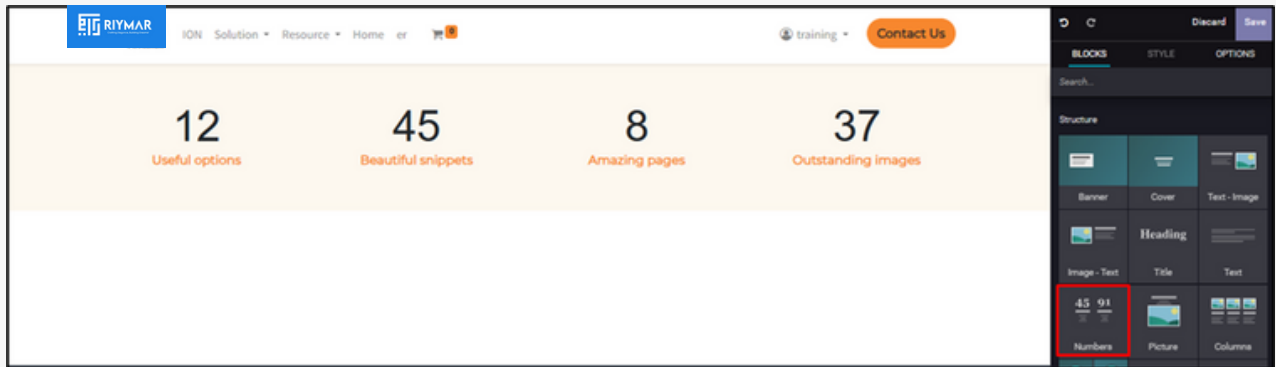 RIYMAR
ION Solution Resource Home er 0 training Contact Us
12 45 8 37
Useful options Beautiful snippets Amazing pages Outstanding images
Discard Save
BLOCKS STYLE OPTIONS
Search...
Structure
Banner Cover Text - Image
Heading
Image - Text Title Text
45 91
Numbers Picture Columns